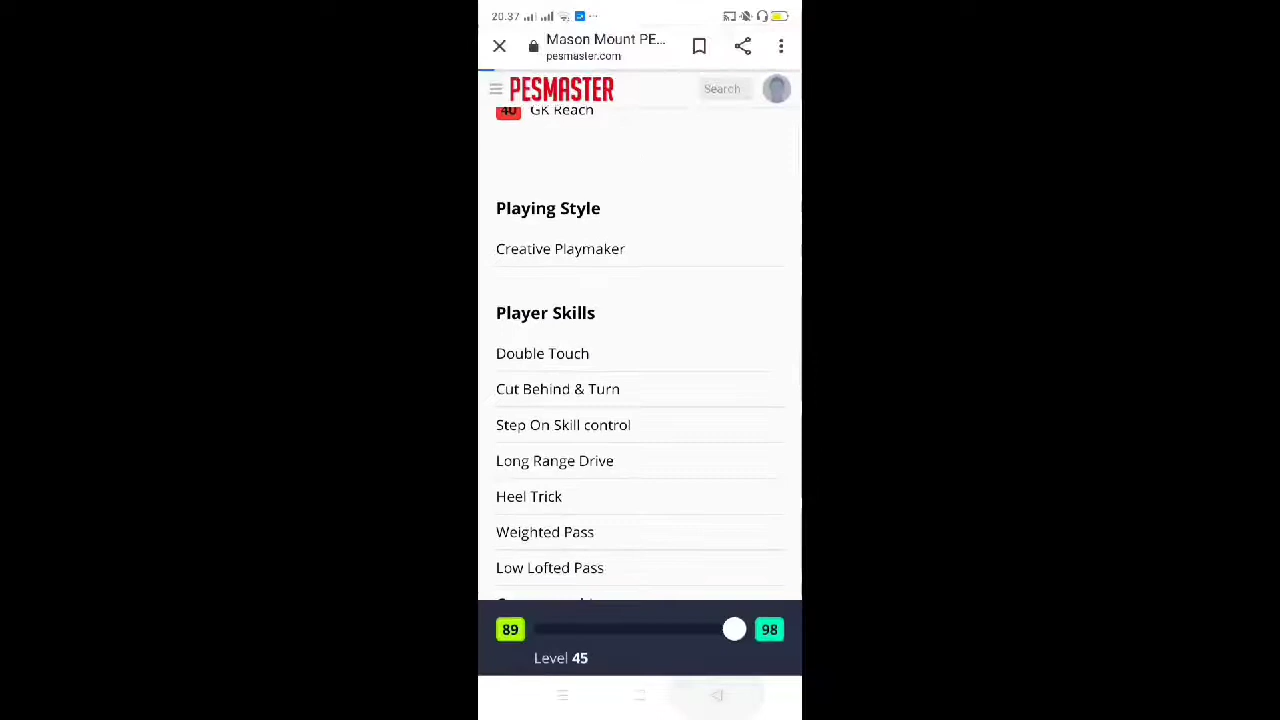 20.37
Mason Mount PE...
pesmaster.com
PESMASTER
Search
40 GK Reach
Playing Style
Creative Playmaker
Player Skills
Double Touch
Cut Behind & Turn
Step On Skill control
Long Range Drive
Heel Trick
Weighted Pass
Low Lofted Pass
89 98
Level 45